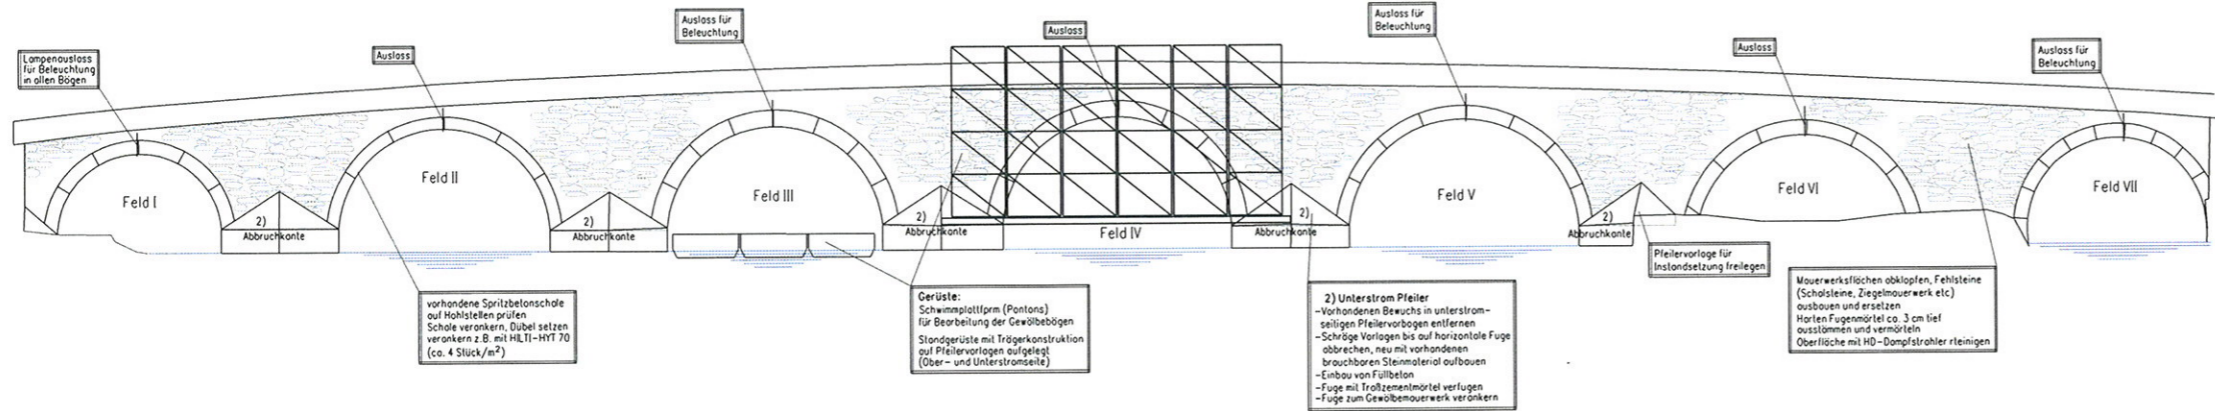 Lampenauslass
für Beleuchtung
in allen Bögen
Auslass
Auslass für
Beleuchtung
Auslass
Auslass für
Beleuchtung
Auslass
Auslass für
Beleuchtung
Feld I
Feld II
Feld III
Feld IV
Feld V
Feld VI
Feld VII
2)
Abbruchkante
2)
Abbruchkante
2)
Abbruchkante
2)
Abbruchkante
2)
Abbruchkante
vorhandene Spritzbetonschale
auf Hohlstellen prüfen
Schale verankern, Dübel setzen
verankern z.B. mit HILTI-HYT 70
(ca. 4 Stück/m²)
Gerüste:
Schwimmplattfprm (Pontons)
für Bearbeitung der Gewölbebögen
Standgerüste mit Trägerkonstruktion
auf Pfeilervorlagen aufgelegt
(Ober- und Unterstromseite)
2) Unterstrom Pfeiler
-Vorhandenen Bewuchs in unterstrom-
seitigen Pfeilervorbogen entfernen
-Schräge Vorlagen bis auf horizontale Fuge
abbrechen, neu mit vorhandenen
brauchbaren Steinmaterial aufbauen
-Einbau von Füllbeton
-Fuge mit Traßzementmörtel verfugen
-Fuge zum Gewölbemauerwerk verankern
Pfeilervorlage für
Instandsetzung freilegen
Mauerwerksflächen abklopfen, Fehlsteine
(Schalsteine, Ziegelmauerwerk etc)
ausbauen und ersetzen
Harten Fugenmörtel ca. 3 cm tief
ausstämmen und vermörteln
Oberfläche mit HD-Dampfstrahler rteinigen